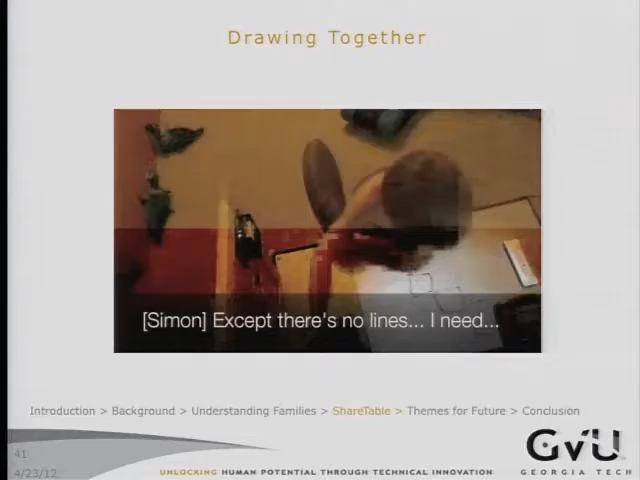 Drawing Together
[Simon] Except there's no lines... I need...
Introduction > Background > Understanding Families > ShareTable > Themes for Future > Conclusion
41
4/23/12
UNLOCKING HUMAN POTENTIAL THROUGH TECHNICAL INNOVATION
GVU
GEORGIA TECH